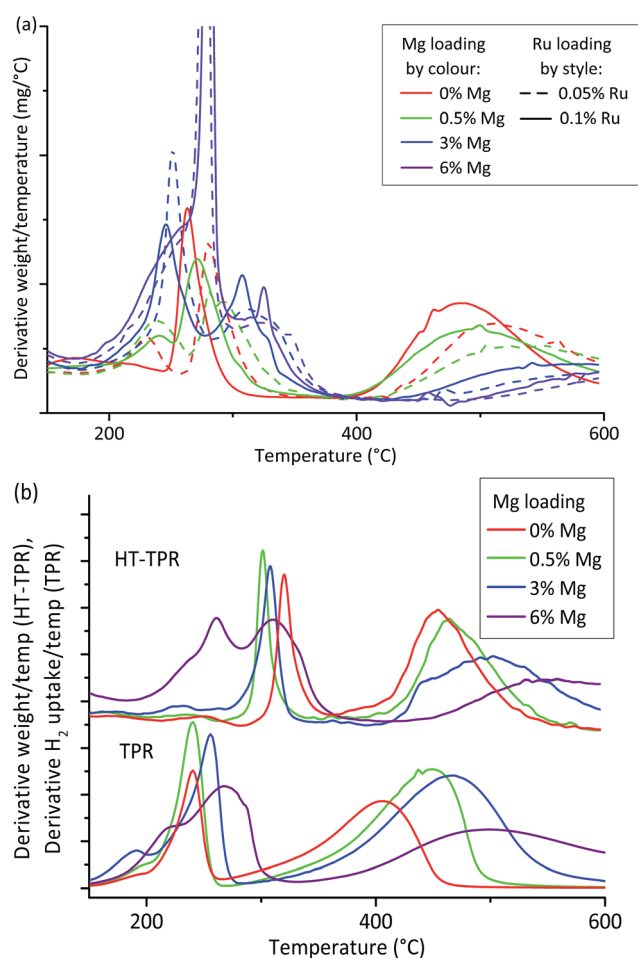 (a)
Mg loading
by colour:
0% Mg
0.5% Mg
3% Mg
6% Mg
Ru loading
by style:
0.05% Ru
0.1% Ru
Derivative weight/temperature (mg/°C)
200
400
600
Temperature (°C)
(b)
Mg loading
0% Mg
0.5% Mg
3% Mg
6% Mg
HT-TPR
TPR
Derivative weight/temp (HT-TPR),
Derivative H₂ uptake/temp (TPR)
200
400
600
Temperature (°C)